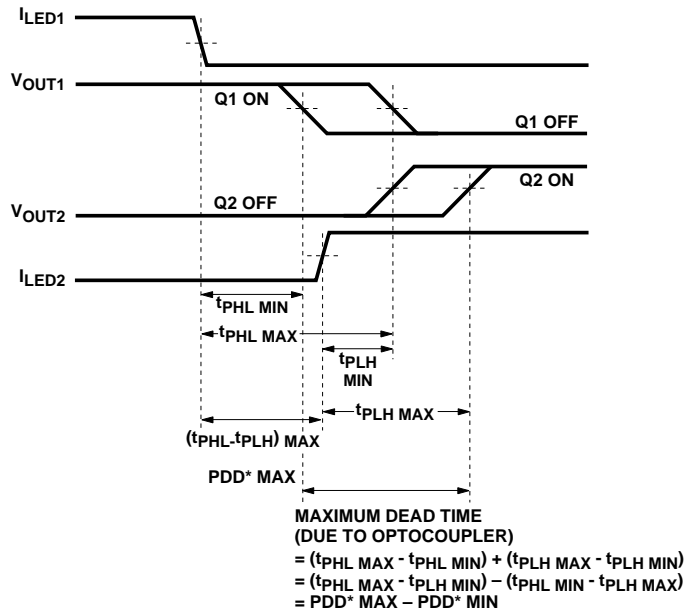 ILED1
VOUT1
Q1 ON
Q1 OFF
Q2 ON
Q2 OFF
VOUT2
ILED2
tPHL MIN
tPHL MAX
tPLH
MIN
tPLH MAX
(tPHL-tPLH) MAX
PDD* MAX
MAXIMUM DEAD TIME
(DUE TO OPTOCOUPLER)
= (tPHL MAX - tPHL MIN) + (tPLH MAX - tPLH MIN)
= (tPHL MAX - tPLH MIN) – (tPHL MIN - tPLH MAX)
= PDD* MAX – PDD* MIN